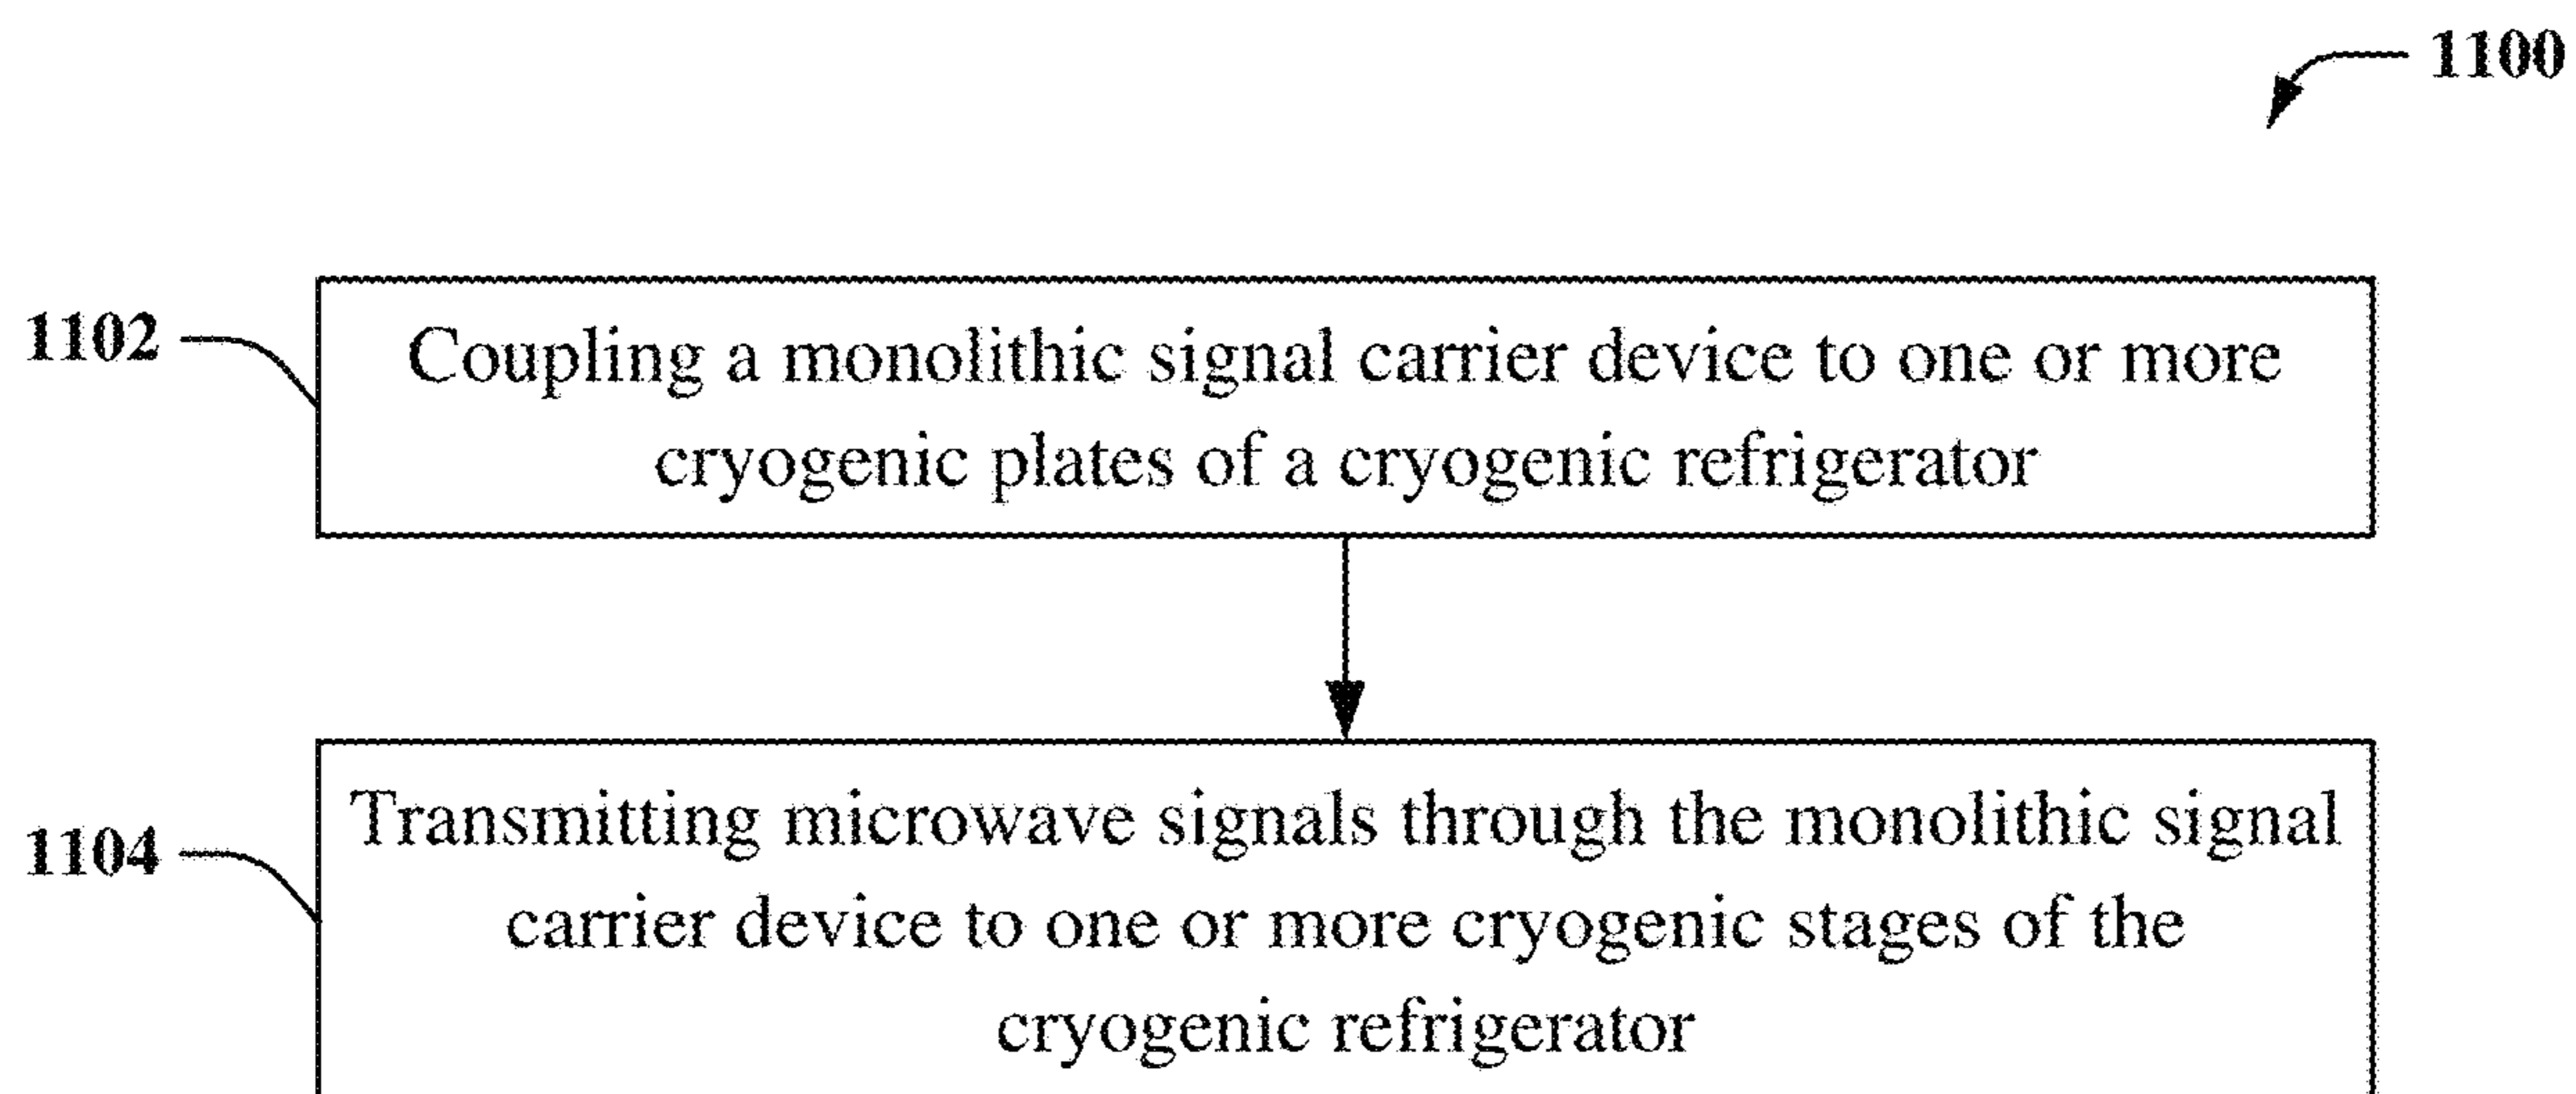 1100
1102
Coupling a monolithic signal carrier device to one or more
cryogenic plates of a cryogenic refrigerator
1104
Transmitting microwave signals through the monolithic signal
carrier device to one or more cryogenic stages of the
cryogenic refrigerator